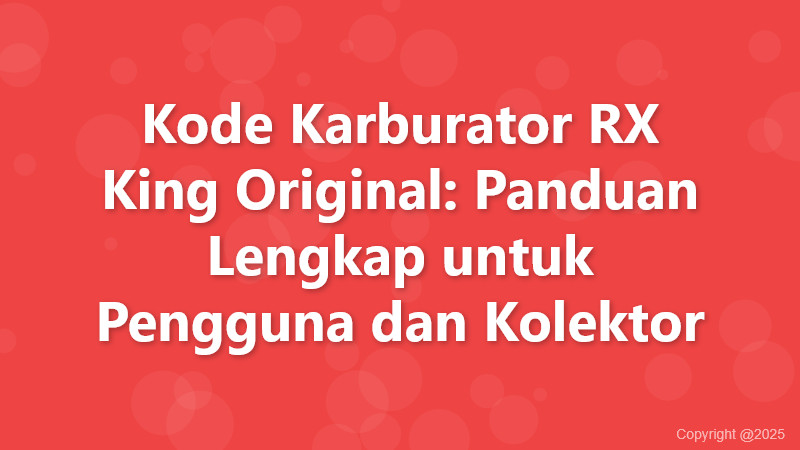 Kode Karburator RX
King Original: Panduan
Lengkap untuk
Pengguna dan Kolektor
Copyright @2025